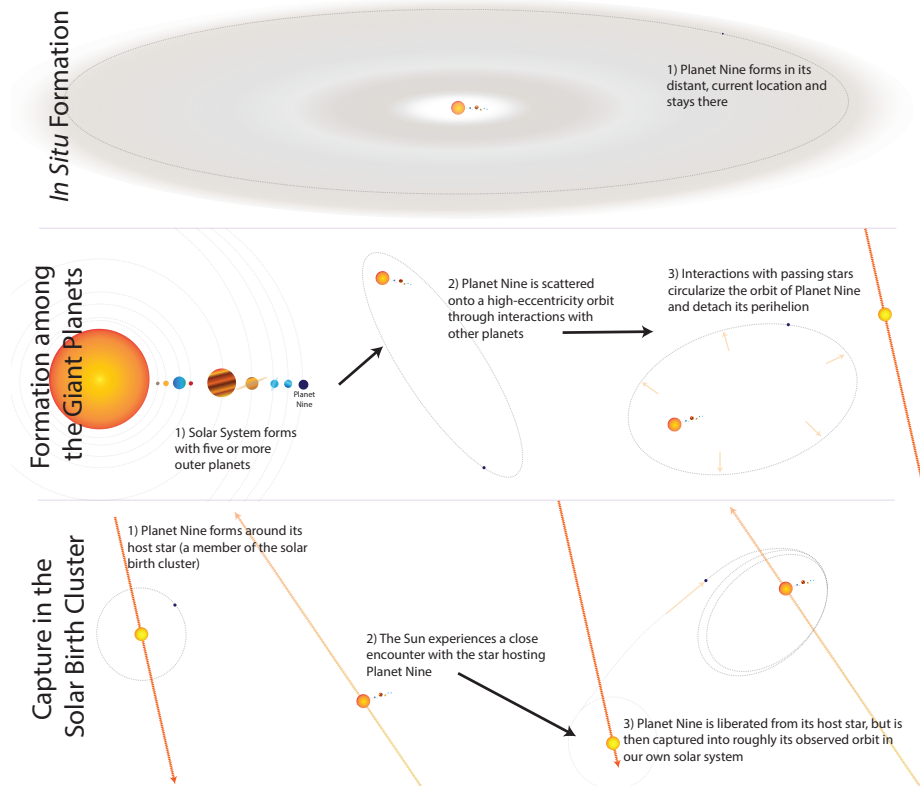 In Situ Formation
1) Planet Nine forms in its
distant, current location and
stays there
Formation among
the Giant Planets
Planet
Nine
1) Solar System forms
with five or more
outer planets
2) Planet Nine is scattered
onto a high-eccentricity orbit
through interactions with
other planets
3) Interactions with passing stars
circularize the orbit of Planet Nine
and detach its perihelion
Capture in the
Solar Birth Cluster
1) Planet Nine forms around its
host star (a member of the solar
birth cluster)
2) The Sun experiences a close
encounter with the star hosting
Planet Nine
3) Planet Nine is liberated from its host star, but is
then captured into roughly its observed orbit in
our own solar system